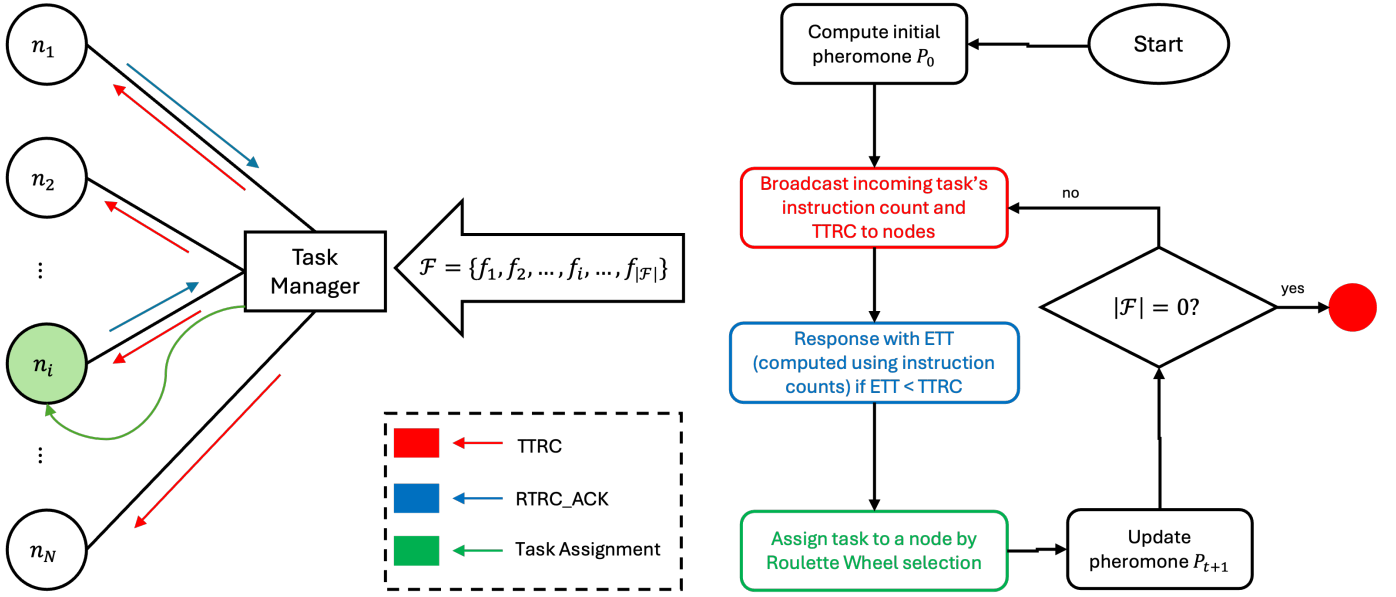 n₁
n₂
⋮
nᵢ
⋮
n_N
Task
Manager
ℱ = {f₁, f₂, …, fᵢ, …, f_|ℱ|}
TTRC
RTRC_ACK
Task Assignment
Start
Compute initial
pheromone P₀
Broadcast incoming task’s
instruction count and
TTRC to nodes
Response with ETT
(computed using instruction
counts) if ETT < TTRC
Assign task to a node by
Roulette Wheel selection
Update
pheromone Pₜ₊₁
|ℱ| = 0?
no
yes